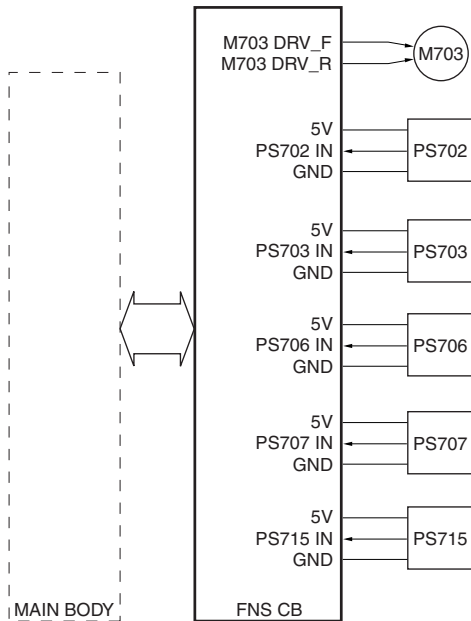 M703 DRV_F
M703 DRV_R
M703
5V
PS702 IN
GND
PS702
5V
PS703 IN
GND
PS703
5V
PS706 IN
GND
PS706
5V
PS707 IN
GND
PS707
5V
PS715 IN
GND
PS715
MAIN BODY
FNS CB